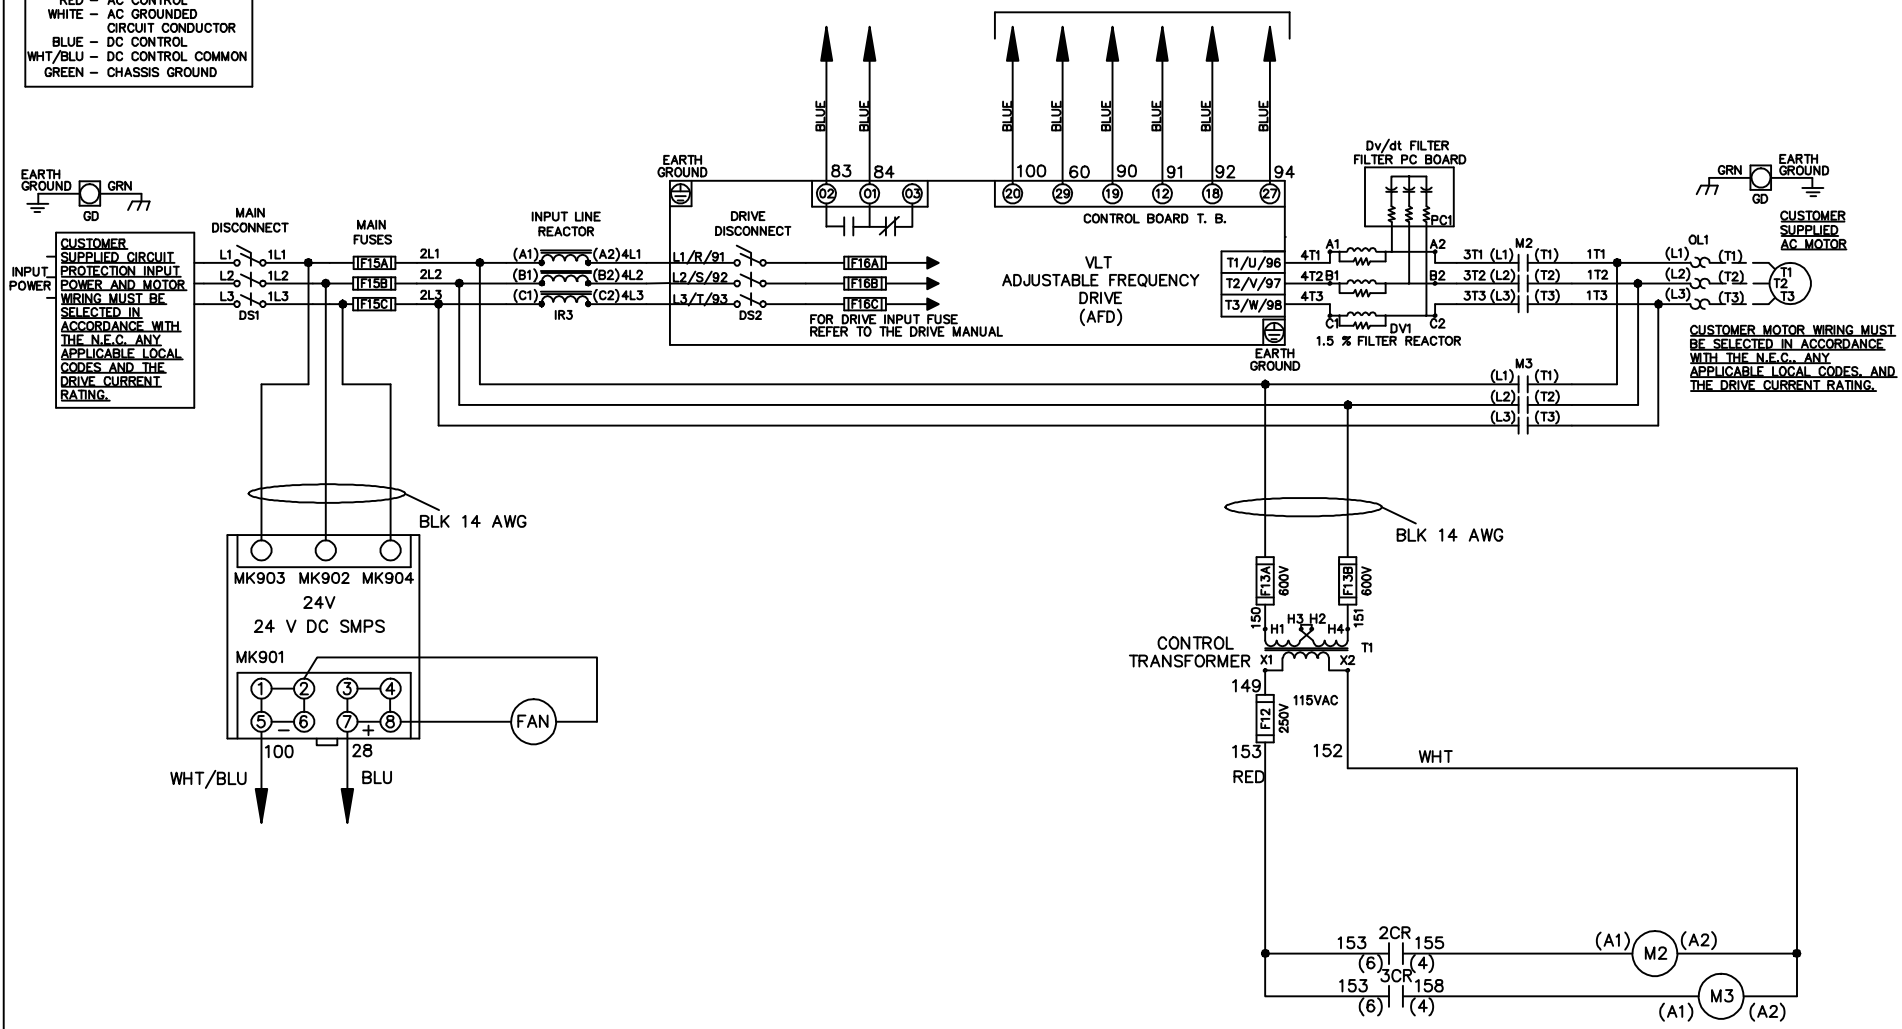 RED - AC CONTROL
WHITE - AC GROUNDED
CIRCUIT CONDUCTOR
BLUE - DC CONTROL
WHT/BLU - DC CONTROL COMMON
GREEN - CHASSIS GROUND
BLUE
BLUE
BLUE
BLUE
BLUE
BLUE
BLUE
BLUE
EARTH
GROUND
GRN
GD
EARTH
GROUND
83
84
02
01
03
100
60
90
91
92
94
20
29
19
12
18
27
CONTROL BOARD T. B.
Dv/dt FILTER
FILTER PC BOARD
PC1
GRN
EARTH
GROUND
GD
CUSTOMER
SUPPLIED
AC MOTOR
INPUT
POWER
CUSTOMER
SUPPLIED CIRCUIT
PROTECTION INPUT
POWER AND MOTOR
WIRING MUST BE
SELECTED IN
ACCORDANCE WITH
THE N.E.C. ANY
APPLICABLE LOCAL
CODES AND THE
DRIVE CURRENT
RATING.
MAIN
DISCONNECT
L1
1L1
L2
1L2
L3
1L3
DS1
MAIN
FUSES
F15A
F15B
F15C
2L1
2L2
2L3
INPUT LINE
REACTOR
(A1)
(A2)
4L1
(B1)
(B2)
4L2
(C1)
(C2)
4L3
IR3
L1/R/91
L2/S/92
L3/T/93
DRIVE
DISCONNECT
DS2
F16A
F16B
F16C
FOR DRIVE INPUT FUSE
REFER TO THE DRIVE MANUAL
VLT
ADJUSTABLE FREQUENCY
DRIVE
(AFD)
T1/U/96
T2/V/97
T3/W/98
EARTH
GROUND
4T1
A1
A2
4T2
B1
B2
4T3
C1
DV1
C2
1.5 % FILTER REACTOR
M2
3T1 (L1)
(T1)
1T1
3T2 (L2)
(T2)
1T2
3T3 (L3)
(T3)
1T3
OL1
(L1)
(T1)
(L2)
(T2)
(L3)
(T3)
T1
T2
T3
CUSTOMER MOTOR WIRING MUST
BE SELECTED IN ACCORDANCE
WITH THE N.E.C., ANY
APPLICABLE LOCAL CODES, AND
THE DRIVE CURRENT RATING.
M3
(L1)
(T1)
(L2)
(T2)
(L3)
(T3)
BLK 14 AWG
BLK 14 AWG
MK903
MK902
MK904
24V
24 V DC SMPS
MK901
1
2
3
4
5
6
7
8
-
+
FAN
100
28
WHT/BLU
BLU
F13A
600V
F13B
600V
150
151
H1
H3
H2
H4
T1
CONTROL
TRANSFORMER
X1
X2
149
115VAC
F12
250V
153
152
RED
WHT
2CR
153
155
(6)
(4)
(A1)
M2
(A2)
3CR
153
158
(6)
(4)
(A1)
M3
(A2)